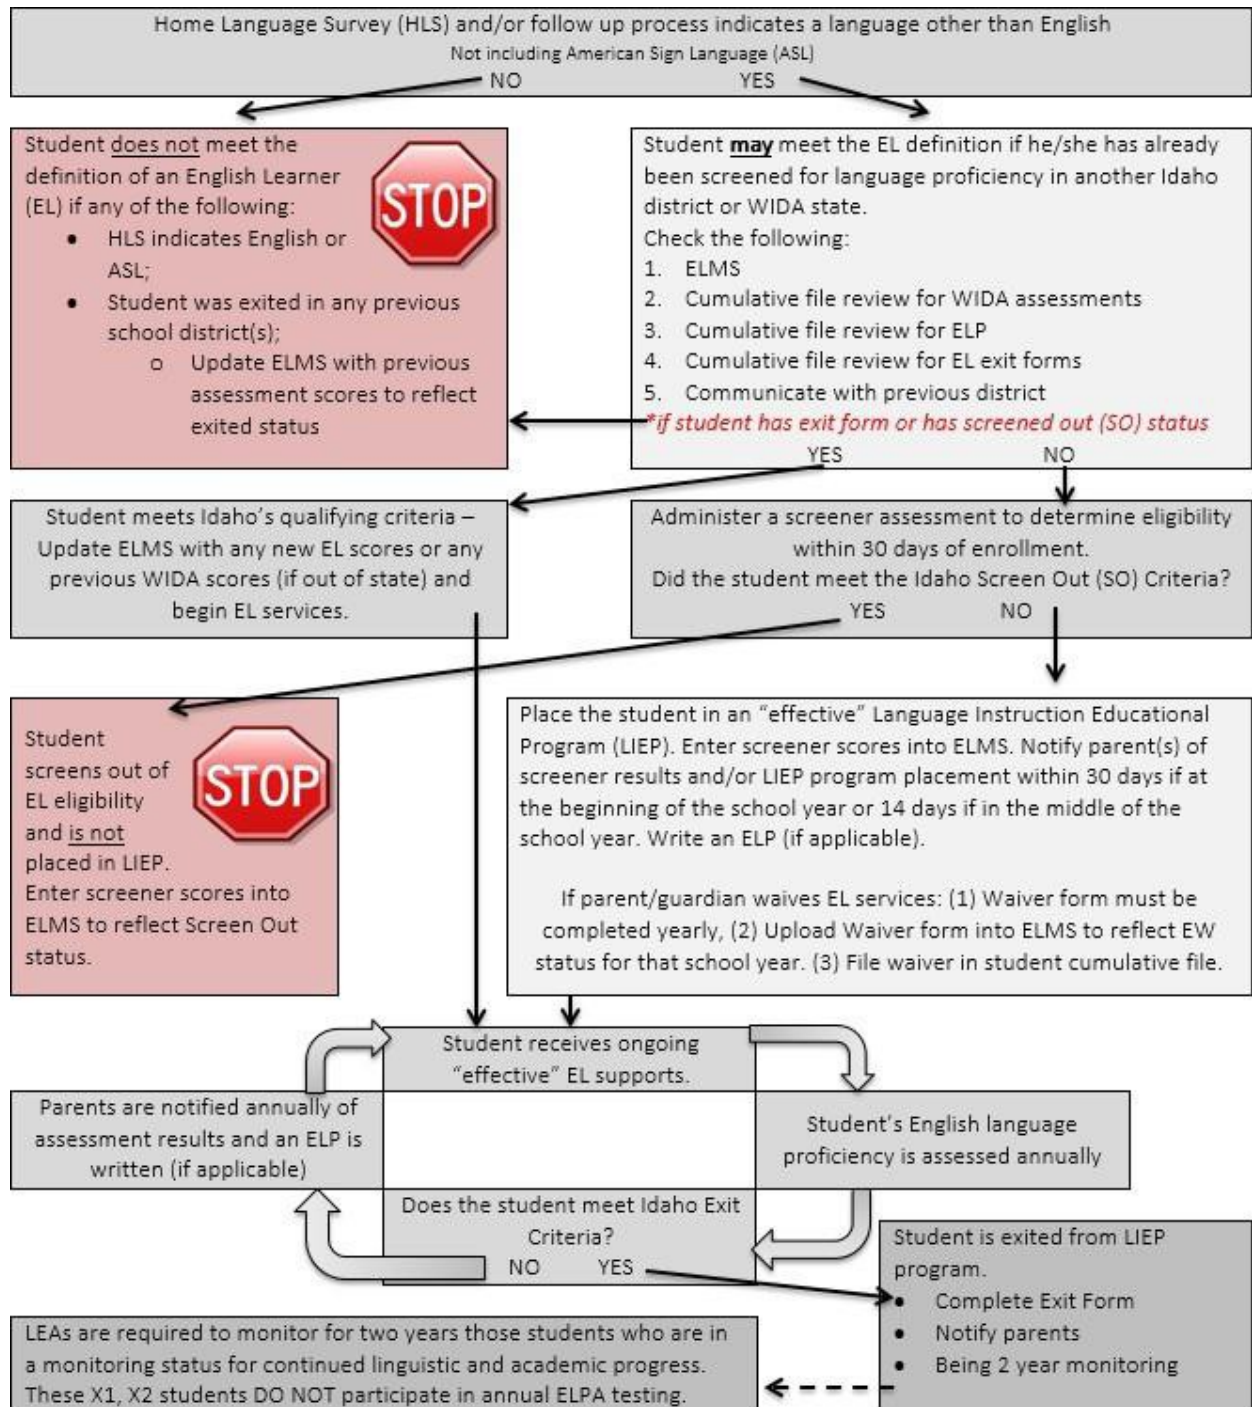 Home Language Survey (HLS) and/or follow up process indicates a language other than English
Not including American Sign Language (ASL)
NO YES
Student does not meet the
definition of an English Learner
(EL) if any of the following:
● HLS indicates English or
ASL;
● Student was exited in any previous
school district(s);
o Update ELMS with previous
assessment scores to reflect
exited status
STOP
Student may meet the EL definition if he/she has already
been screened for language proficiency in another Idaho
district or WIDA state.
Check the following:
1. ELMS
2. Cumulative file review for WIDA assessments
3. Cumulative file review for ELP
4. Cumulative file review for EL exit forms
5. Communicate with previous district
*if student has exit form or has screened out (SO) status
YES NO
Student meets Idaho's qualifying criteria –
Update ELMS with any new EL scores or any
previous WIDA scores (if out of state) and
begin EL services.
Administer a screener assessment to determine eligibility
within 30 days of enrollment.
Did the student meet the Idaho Screen Out (SO) Criteria?
YES NO
Student
screens out of
EL eligibility
and is not
placed in LIEP.
Enter screener scores into
ELMS to reflect Screen Out
status.
STOP
Place the student in an “effective” Language Instruction Educational
Program (LIEP). Enter screener scores into ELMS. Notify parent(s) of
screener results and/or LIEP program placement within 30 days if at
the beginning of the school year or 14 days if in the middle of the
school year. Write an ELP (if applicable).
If parent/guardian waives EL services: (1) Waiver form must be
completed yearly, (2) Upload Waiver form into ELMS to reflect EW
status for that school year. (3) File waiver in student cumulative file.
Student receives ongoing
“effective” EL supports.
Parents are notified annually of
assessment results and an ELP is
written (if applicable)
Student's English language
proficiency is assessed annually
Does the student meet Idaho Exit
Criteria?
NO YES
Student is exited from LIEP
program.
● Complete Exit Form
● Notify parents
● Being 2 year monitoring
LEAs are required to monitor for two years those students who are in
a monitoring status for continued linguistic and academic progress.
These X1, X2 students DO NOT participate in annual ELPA testing.